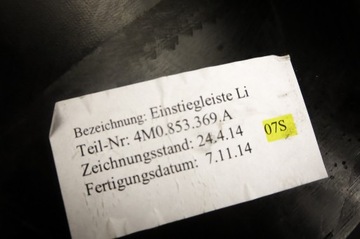 Bezeichnung: Einstiegleiste Li
Teil-Nr: 4M0.853.369.A
Zeichnungsstand: 24.4.14
Fertigungsdatum: 7.11.14
07S